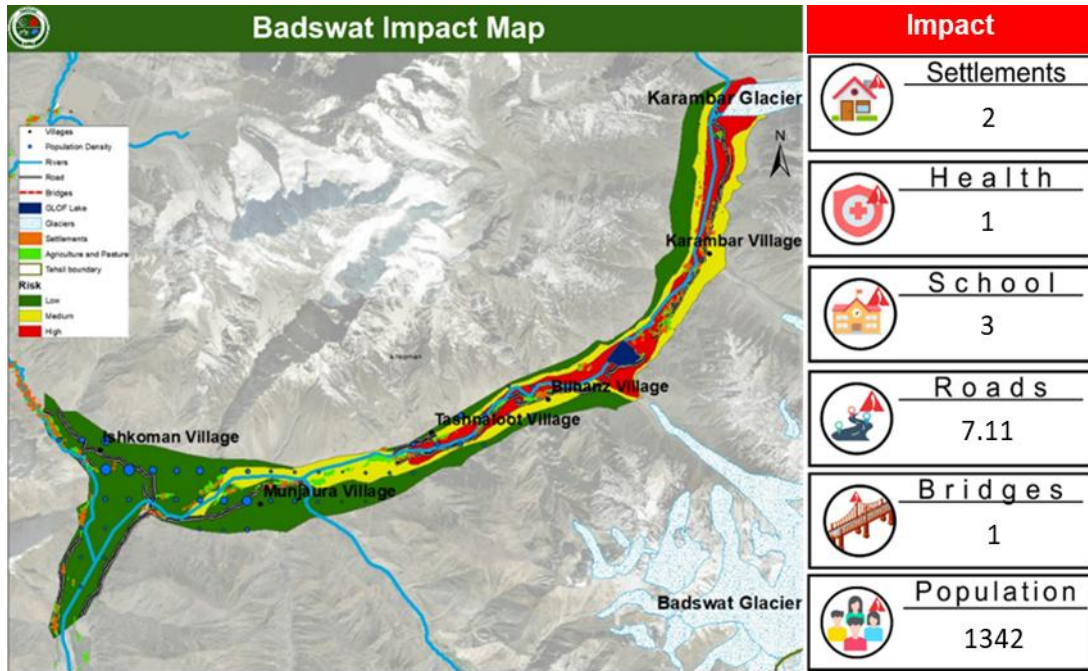 Badswat Impact Map
Karambar Glacier
N
Villages
Population Density
Rivers
Road
Bridges
GLOF Lake
Glaciers
Settlements
Agriculture and Pasture
Tehsil boundary
Risk
Low
Medium
High
Karambar Village
Bilhanz Village
Tashnaloot Village
Ishkoman Village
Munjaura Village
Badswat Glacier
Impact
Settlements
2
Health
1
School
3
Roads
7.11
Bridges
1
Population
1342